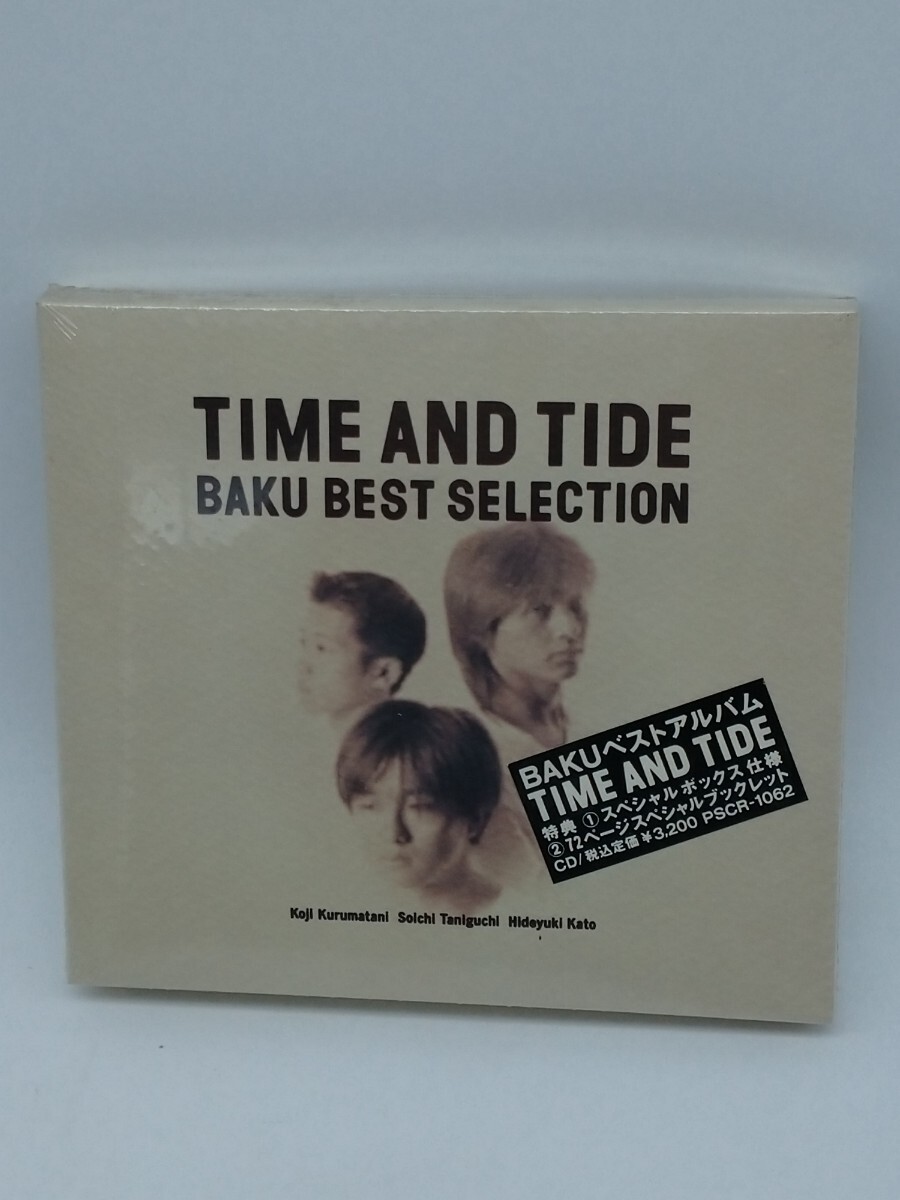 TIME AND TIDE
BAKU BEST SELECTION
Koji Kurumatani Soichi Taniguchi Hideyuki Kato
BAKUベストアルバム
TIME AND TIDE
特典 ①スペシャルボックス仕様
②72ページスペシャルブックレット
CD/税込定価¥3,200 PSCR-1062